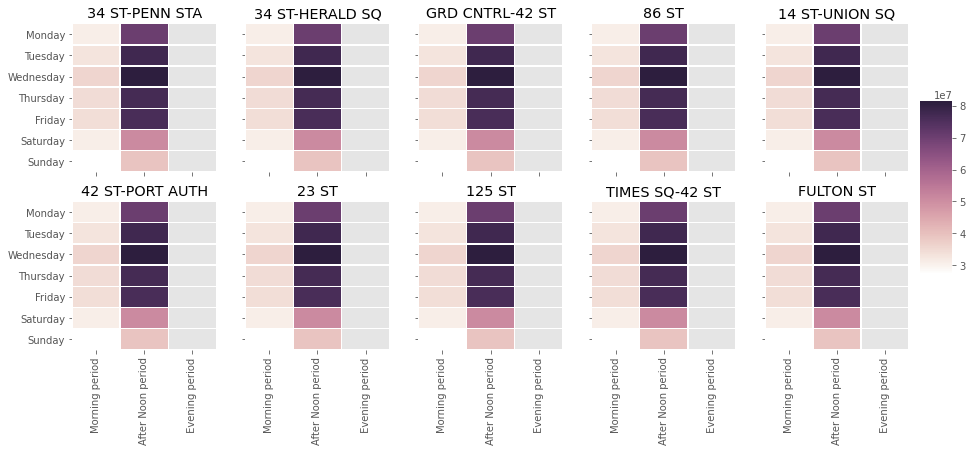 34 ST-PENN STA
34 ST-HERALD SQ
GRD CNTRL-42 ST
86 ST
14 ST-UNION SQ
Monday
Tuesday
Wednesday
Thursday
Friday
Saturday
Sunday
1e7
8
7
6
5
4
3
42 ST-PORT AUTH
23 ST
125 ST
TIMES SQ-42 ST
FULTON ST
Monday
Tuesday
Wednesday
Thursday
Friday
Saturday
Sunday
Morning period
After Noon period
Evening period
Morning period
After Noon period
Evening period
Morning period
After Noon period
Evening period
Morning period
After Noon period
Evening period
Morning period
After Noon period
Evening period